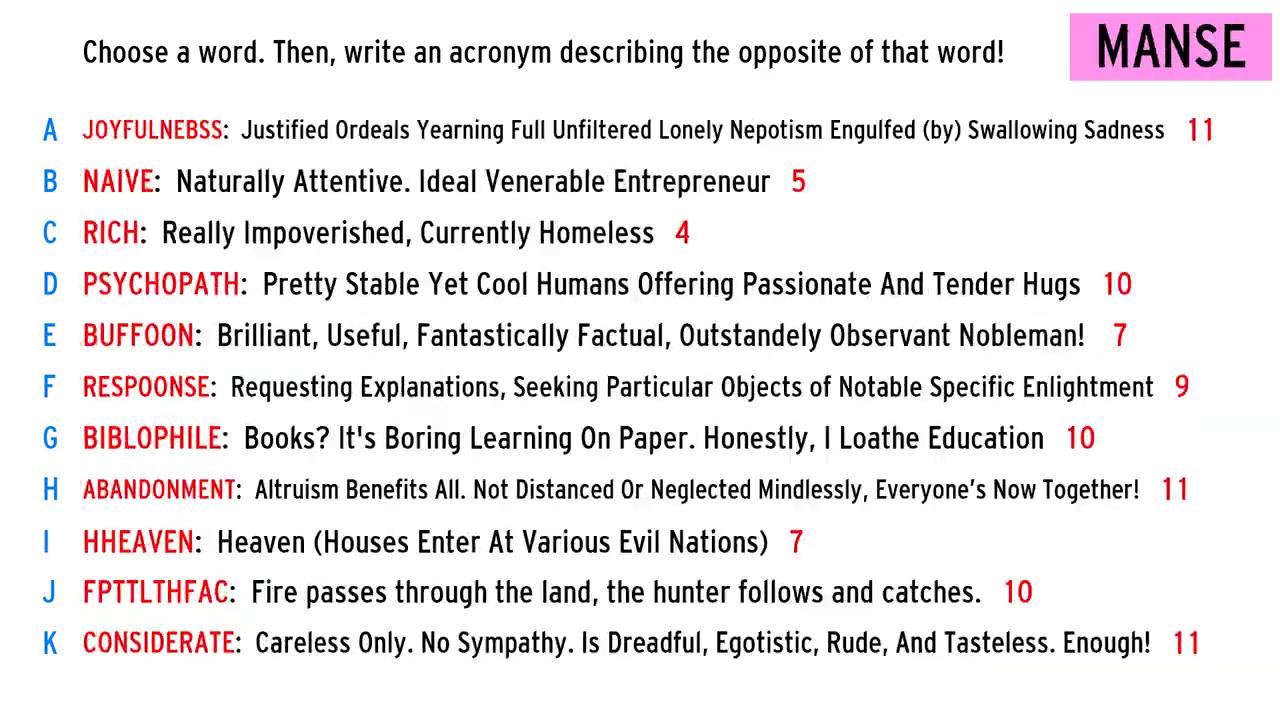 Choose a word. Then, write an acronym describing the opposite of that word!
MANSE
A JOYFULNEBSS: Justified Ordeals Yearning Full Unfiltered Lonely Nepotism Engulfed (by) Swallowing Sadness 11
B NAIVE: Naturally Attentive. Ideal Venerable Entrepreneur 5
C RICH: Really Impoverished, Currently Homeless 4
D PSYCHOPATH: Pretty Stable Yet Cool Humans Offering Passionate And Tender Hugs 10
E BUFFOON: Brilliant, Useful, Fantastically Factual, Outstandely Observant Nobleman! 7
F RESPOONSE: Requesting Explanations, Seeking Particular Objects of Notable Specific Enlightment 9
G BIBLOPHILE: Books? It's Boring Learning On Paper. Honestly, I Loathe Education 10
H ABANDONMENT: Altruism Benefits All. Not Distanced Or Neglected Mindlessly, Everyone’s Now Together! 11
I HHEAVEN: Heaven (Houses Enter At Various Evil Nations) 7
J FPTTLTHFAC: Fire passes through the land, the hunter follows and catches. 10
K CONSIDERATE: Careless Only. No Sympathy. Is Dreadful, Egotistic, Rude, And Tasteless. Enough! 11